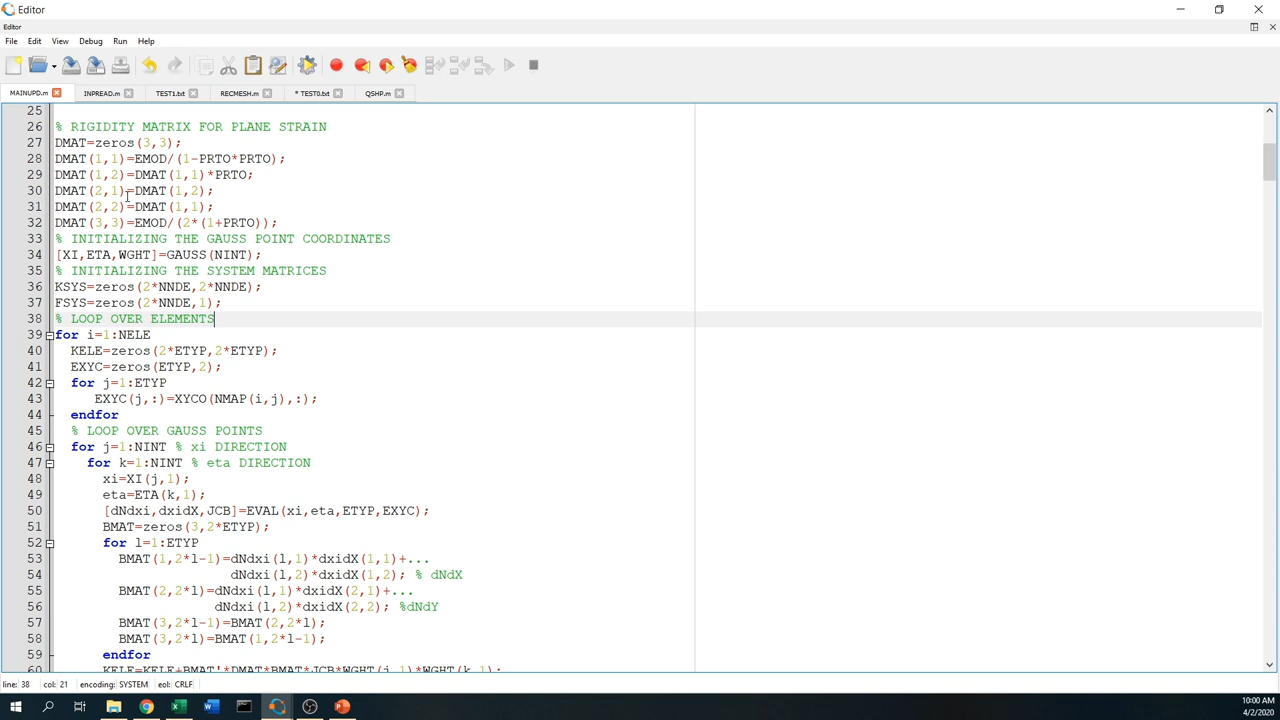 Editor
Editor
File Edit View Debug Run Help
MAINUPD.m INPREAD.m TEST1.txt RECMESH.m * TEST0.txt QSHP.m
25
26 % RIGIDITY MATRIX FOR PLANE STRAIN
27 DMAT=zeros(3,3);
28 DMAT(1,1)=EMOD/(1-PRTO*PRTO);
29 DMAT(1,2)=DMAT(1,1)*PRTO;
30 DMAT(2,1)=DMAT(1,2);
31 DMAT(2,2)=DMAT(1,1);
32 DMAT(3,3)=EMOD/(2*(1+PRTO));
33 % INITIALIZING THE GAUSS POINT COORDINATES
34 [XI,ETA,WGHT]=GAUSS(NINT);
35 % INITIALIZING THE SYSTEM MATRICES
36 KSYS=zeros(2*NNDE,2*NNDE);
37 FSYS=zeros(2*NNDE,1);
38 % LOOP OVER ELEMENTS
39 for i=1:NELE
40 KELE=zeros(2*ETYP,2*ETYP);
41 EXYC=zeros(ETYP,2);
42 for j=1:ETYP
43 EXYC(j,:)=XYCO(NMAP(i,j),:);
44 endfor
45 % LOOP OVER GAUSS POINTS
46 for j=1:NINT % xi DIRECTION
47 for k=1:NINT % eta DIRECTION
48 xi=XI(j,1);
49 eta=ETA(k,1);
50 [dNdxi,dxidX,JCB]=EVAL(xi,eta,ETYP,EXYC);
51 BMAT=zeros(3,2*ETYP);
52 for l=1:ETYP
53 BMAT(1,2*l-1)=dNdxi(l,1)*dxidX(1,1)+...
54 dNdxi(l,2)*dxidX(1,2); % dNdX
55 BMAT(2,2*l)=dNdxi(l,1)*dxidX(2,1)+...
56 dNdxi(l,2)*dxidX(2,2); %dNdY
57 BMAT(3,2*l-1)=BMAT(2,2*l);
58 BMAT(3,2*l)=BMAT(1,2*l-1);
59 endfor
60 KELE=KELE+BMAT'*DMAT*BMAT*JCB*WGHT(j,1)*WGHT(k,1);
line: 38 col: 21 encoding: SYSTEM eol: CRLF
10:00 AM
4/2/2020